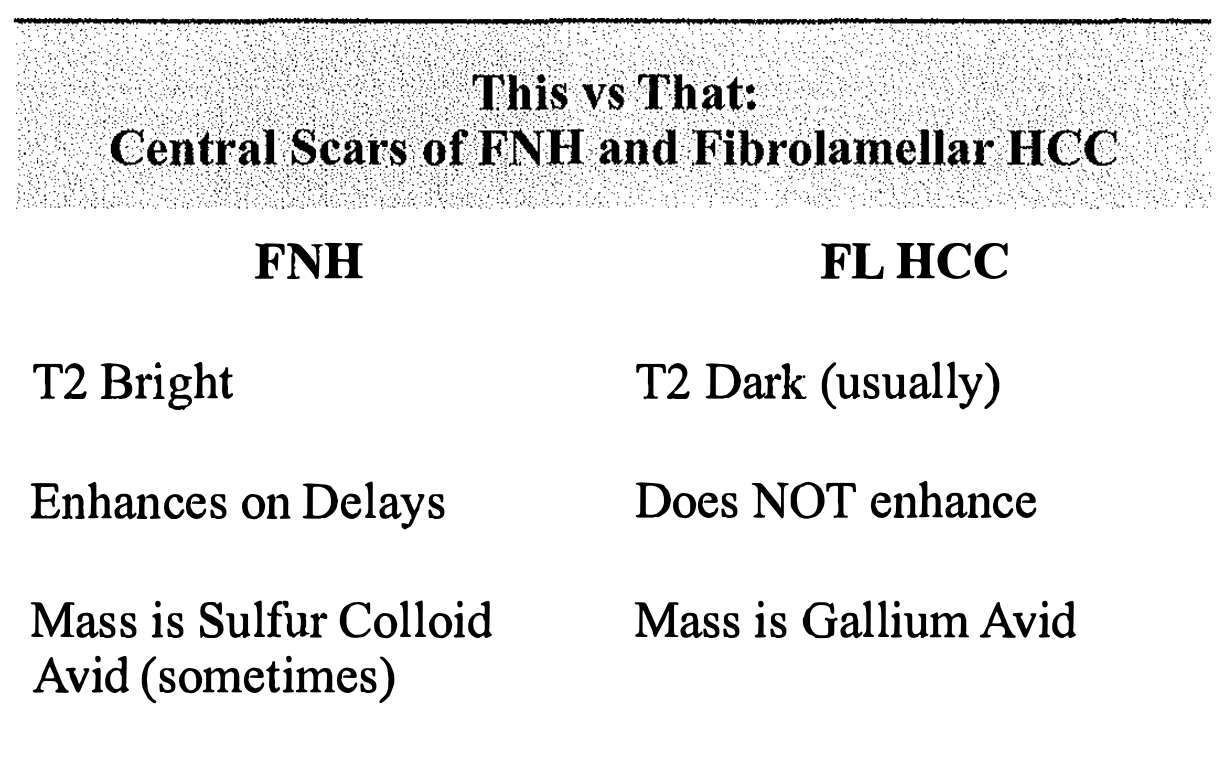 This vs That:
Central Scars of FNH and Fibrolamellar HCC
FNH FL HCC
T2 Bright T2 Dark (usually)
Enhances on Delays Does NOT enhance
Mass is Sulfur Colloid Mass is Gallium Avid
Avid (sometimes)